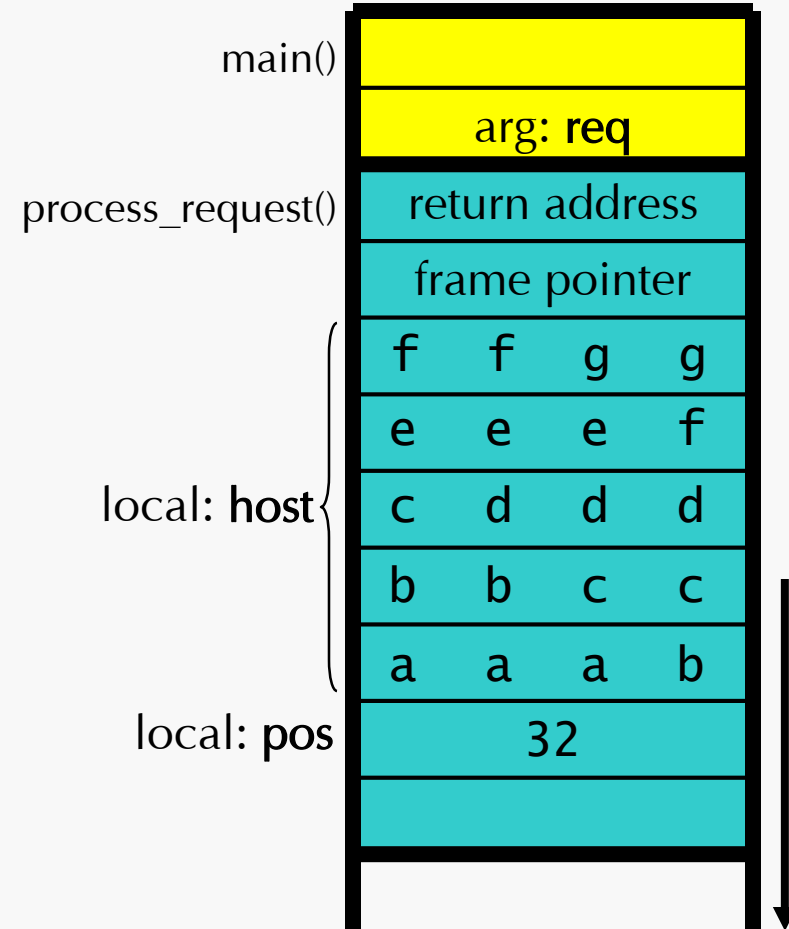 main()
arg: req
process_request() return address
frame pointer
f f g g
e e e f
local: host c d d d
b b c c
a a a b
local: pos 32